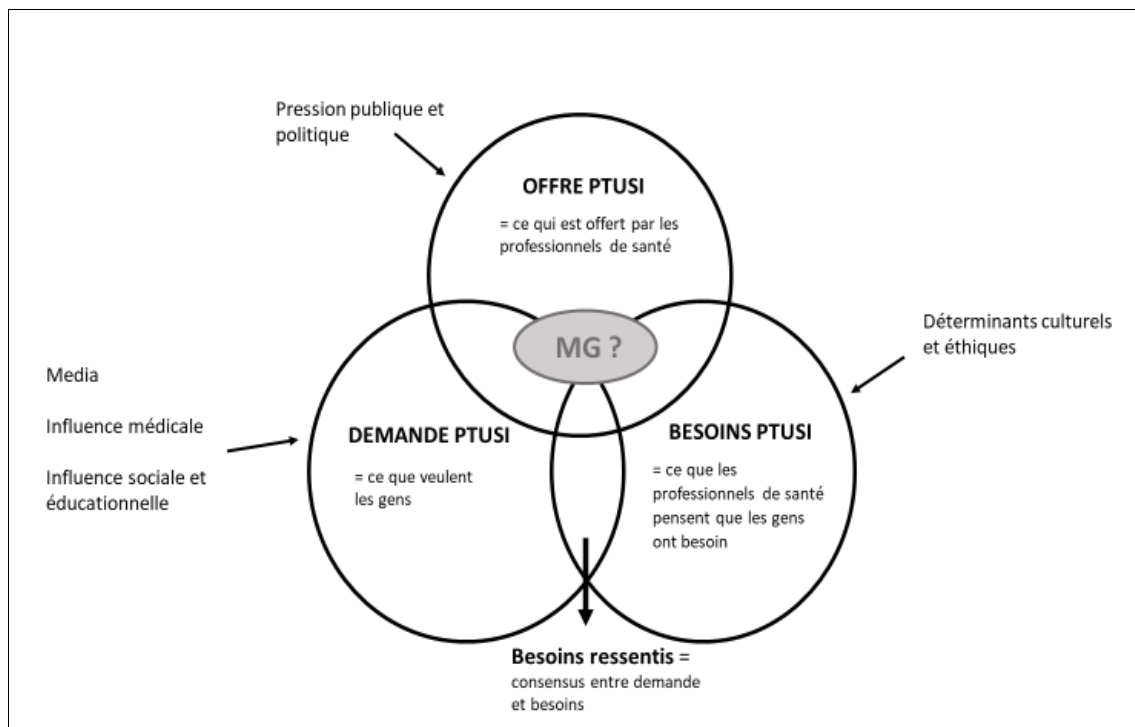 Pression publique et
politique
OFFRE PTUSI
= ce qui est offert par les
professionnels de santé
MG ?
Déterminants culturels
et éthiques
Media
Influence médicale
Influence sociale et
éducationnelle
DEMANDE PTUSI
= ce que veulent
les gens
BESOINS PTUSI
= ce que les
professionnels de santé
pensent que les gens
ont besoin
Besoins ressentis =
consensus entre demande
et besoins